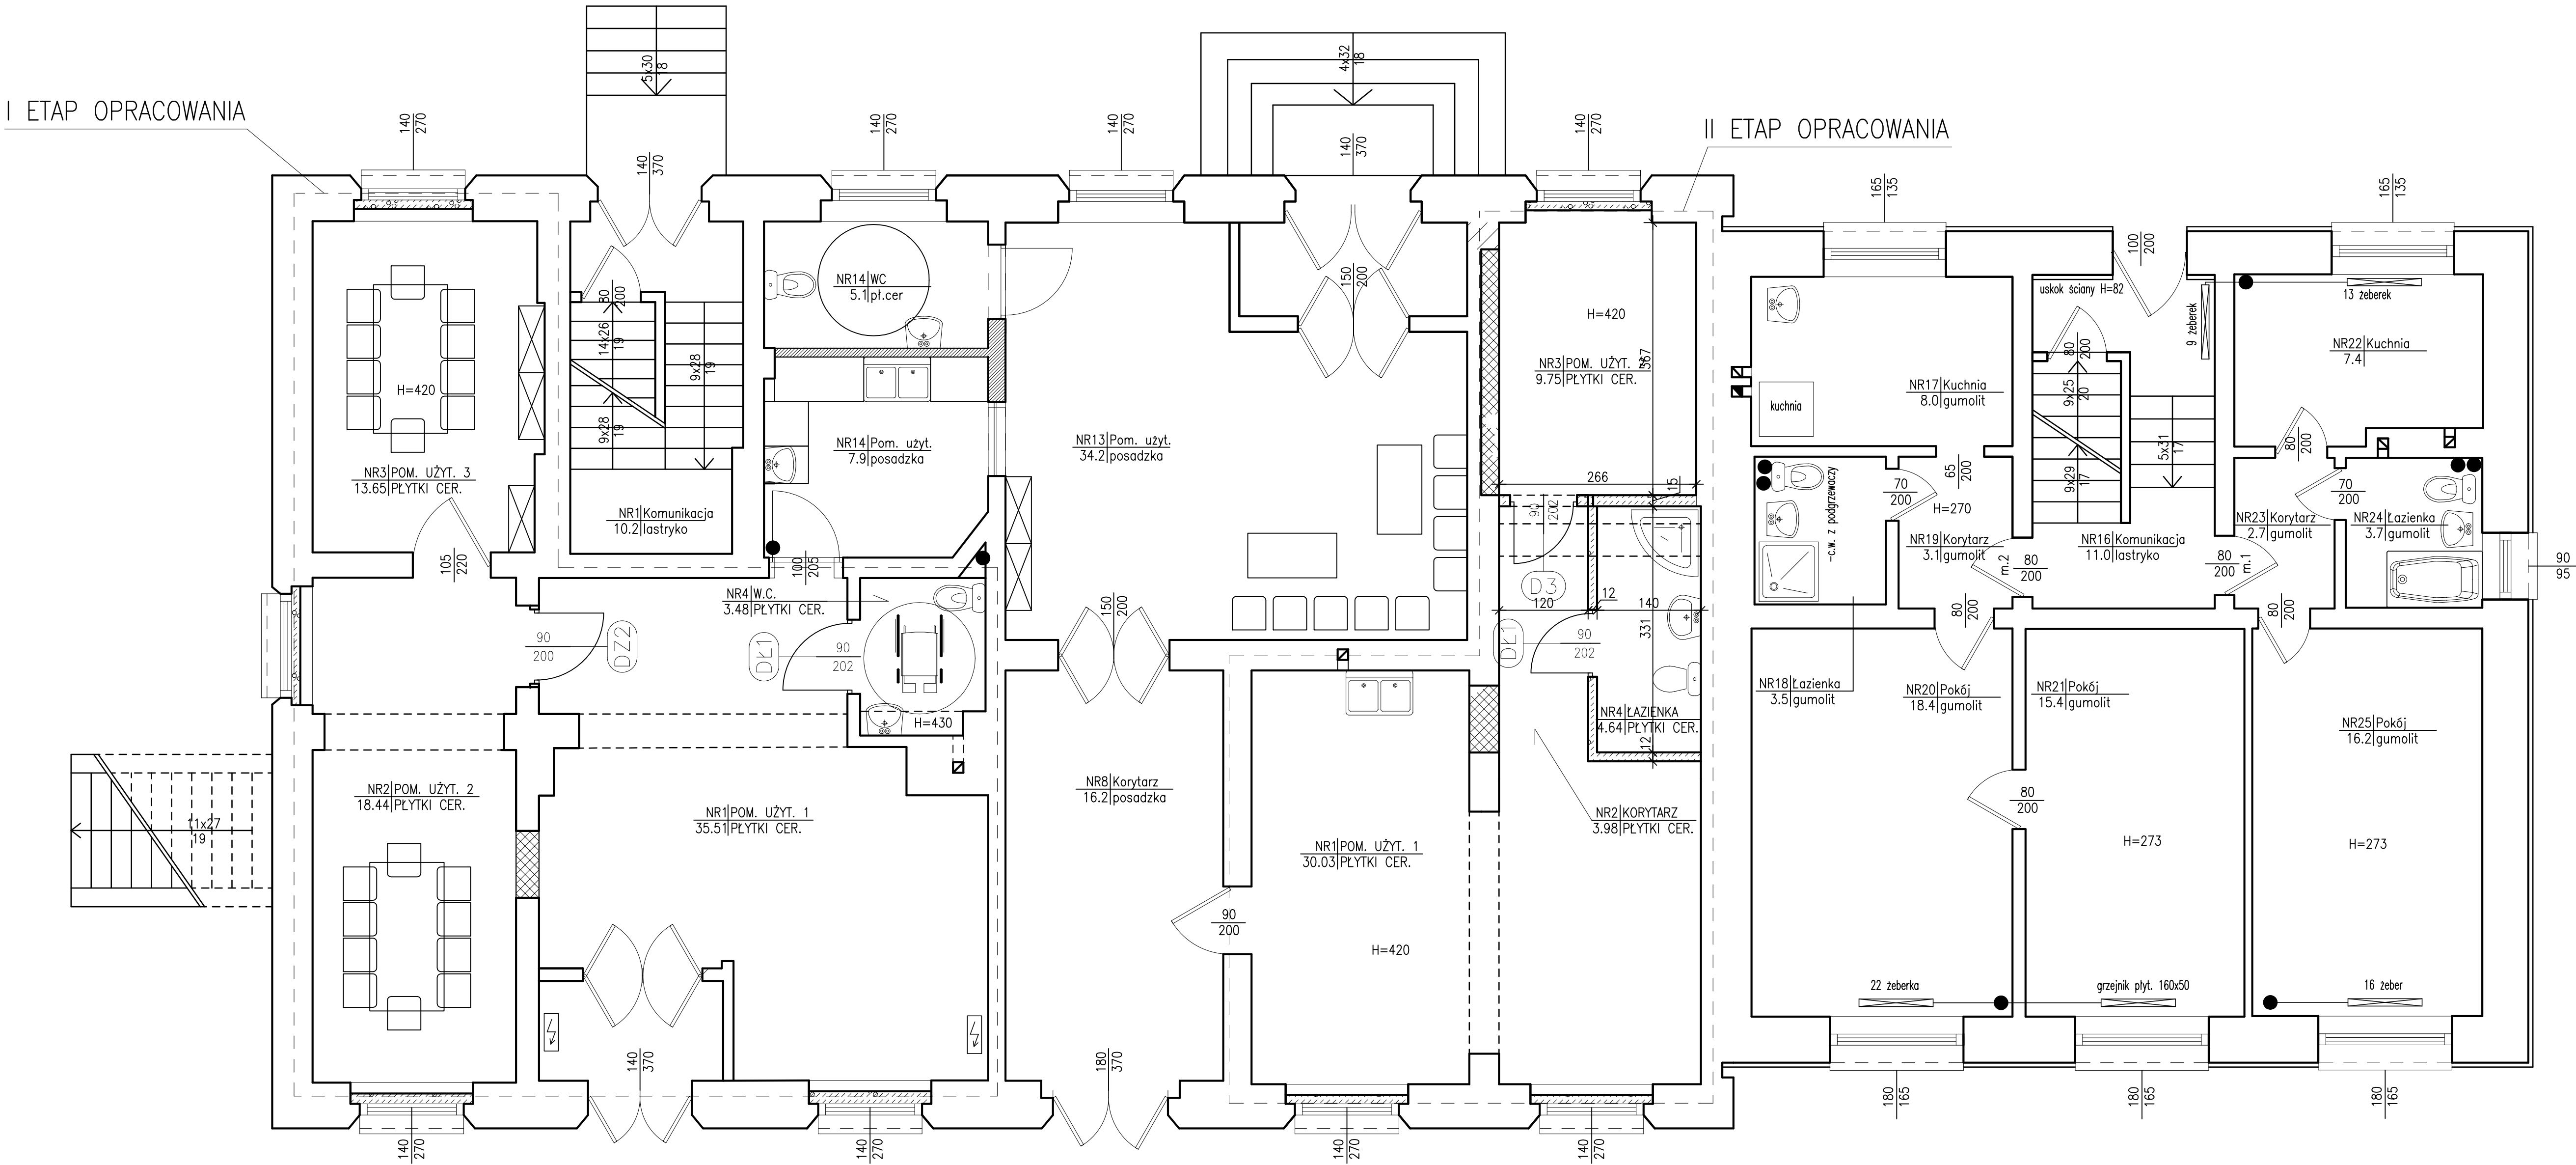 I ETAP OPRACOWANIA
II ETAP OPRACOWANIA
5x30
18
4x32
18
140
270
140
370
140
270
140
270
140
370
140
270
165
135
100
200
165
135
H=420
NR3 POM. UŻYT. 3
13.65 PŁYTKI CER.
80
200
14x26
19
9x28
19
9x28
19
NR1 Komunikacja
10.2 lastryko
NR14 WC
5.1 pł.cer
NR14 Pom. użyt.
7.9 posadzka
NR13 Pom. użyt.
34.2 posadzka
150
200
H=420
367
NR3 POM. UŻYT. 2
9.75 PŁYTKI CER.
266
15
90
202
D3
120
12
140
331
DŁ1
90
202
NR4 ŁAZIENKA
4.64 PŁYTKI CER.
12
NR2 KORYTARZ
3.98 PŁYTKI CER.
105
220
90
200
DZ2
100
205
NR4 W.C.
3.48 PŁYTKI CER.
DŁ1
90
202
H=430
150
200
NR2 POM. UŻYT. 2
18.44 PŁYTKI CER.
11x27
19
NR1 POM. UŻYT. 1
35.51 PŁYTKI CER.
NR8 Korytarz
16.2 posadzka
NR1 POM. UŻYT. 1
30.03 PŁYTKI CER.
90
200
H=420
kuchnia
NR17 Kuchnia
8.0 gumolit
65
200
-c.w. z podgrzewaczy
70
200
H=270
NR19 Korytarz
3.1 gumolit
m.2
80
200
uskok ściany H=82
9 żeberek
13 żeberek
80
200
9x25
20
9x29
17
5x31
17
NR16 Komunikacja
11.0 lastryko
NR22 Kuchnia
7.4
80
200
70
200
NR23 Korytarz
2.7 gumolit
NR24 Łazienka
3.7 gumolit
80
200
m.1
90
95
80
200
80
200
NR18 Łazienka
3.5 gumolit
NR20 Pokój
18.4 gumolit
NR21 Pokój
15.4 gumolit
NR25 Pokój
16.2 gumolit
80
200
H=273
H=273
22 żeberka
grzejnik płyt. 160x50
16 żeber
140
270
140
370
140
270
180
370
140
270
140
270
180
165
180
165
180
165